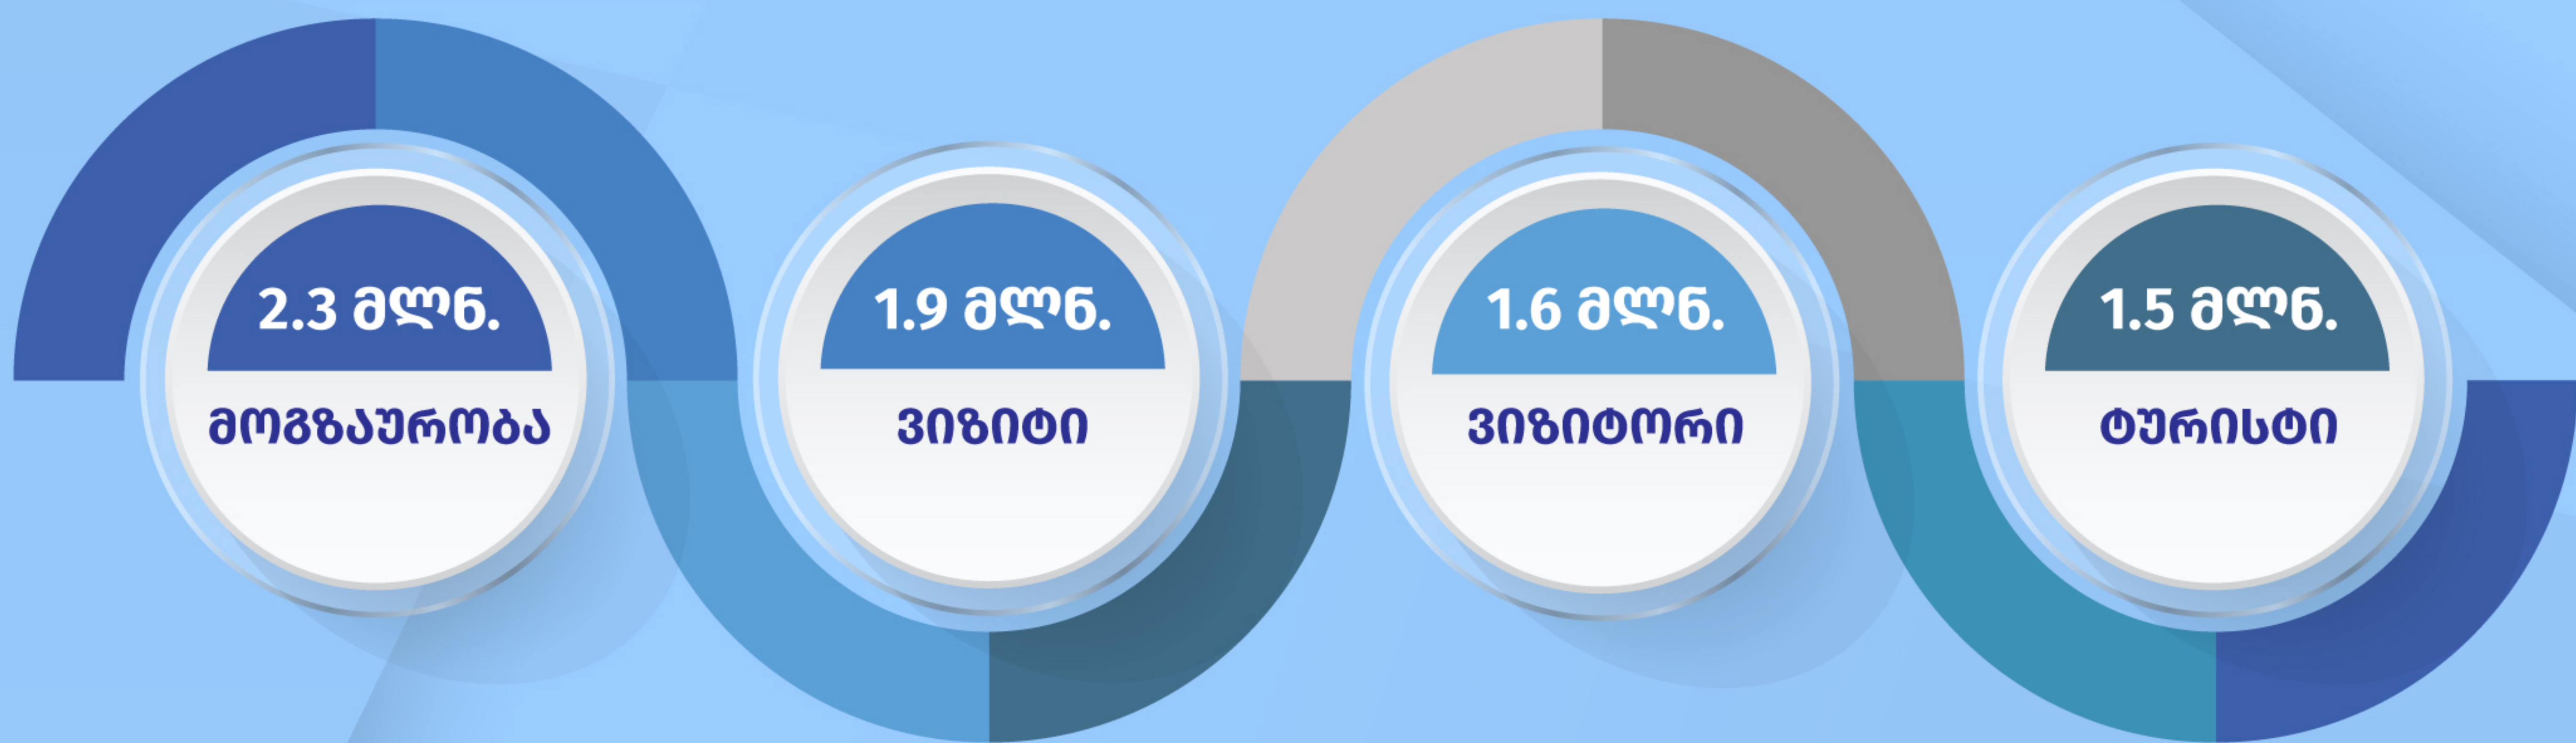 2.3 მლნ.
მოგზაურობა
1.9 მლნ.
ვიზიტი
1.6 მლნ.
ვიზიტორი
1.5 მლნ.
ტურისტი